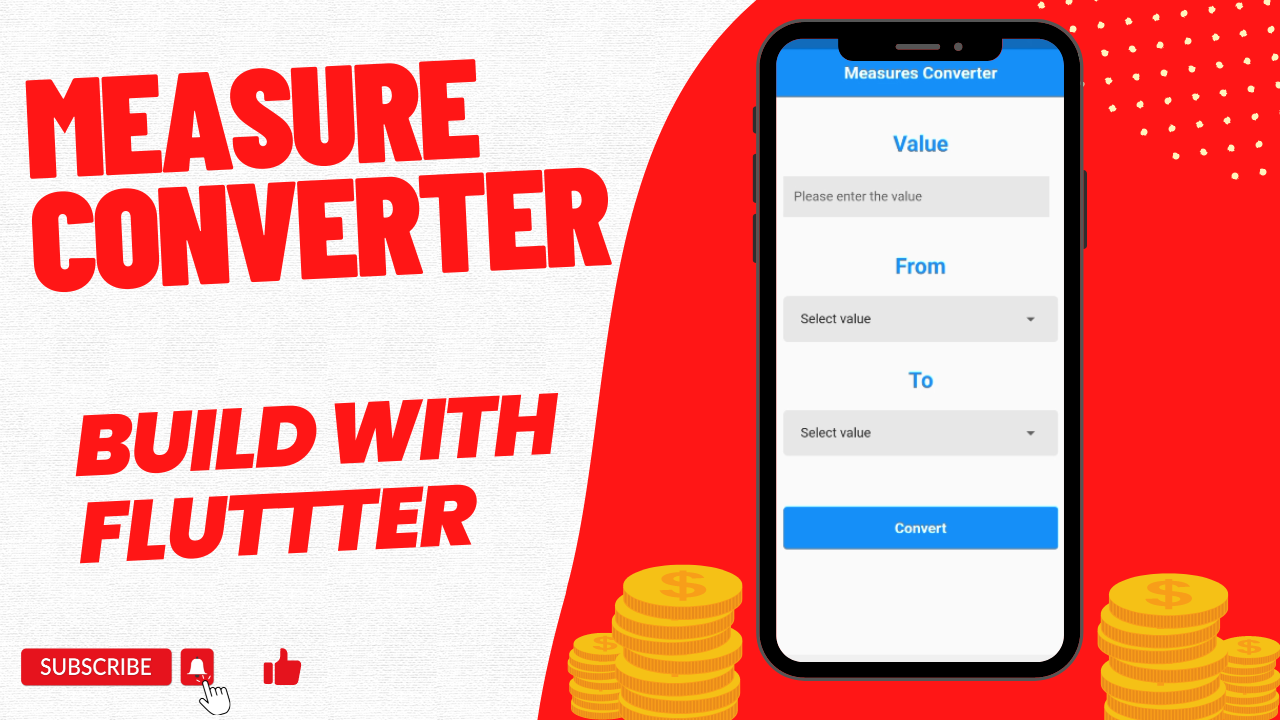 MEASURE
CONVERTER
BUILD WITH
FLUTTTER
SUBSCRIBE
Measures Converter
Value
Please enter the value
From
Select value
To
Select value
Convert
$
$
$
$